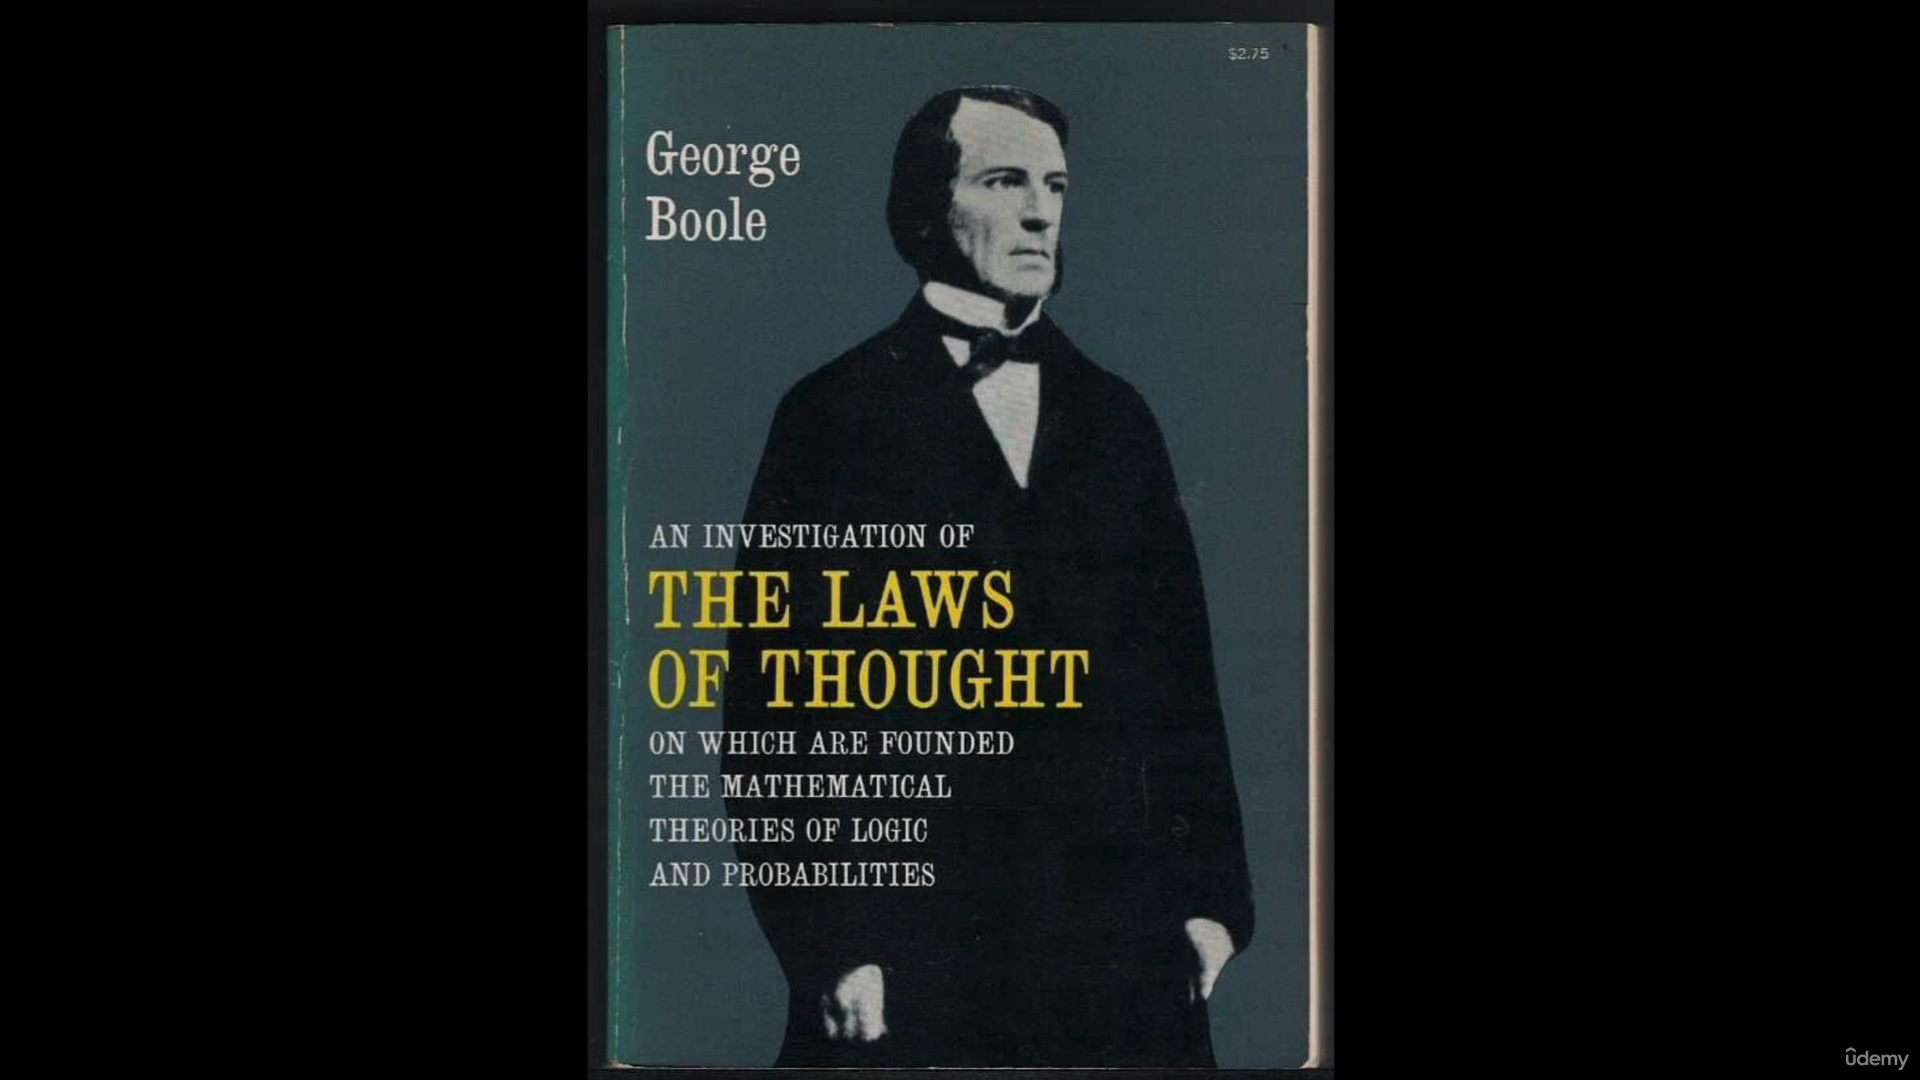 $2.75
George
Boole
AN INVESTIGATION OF
THE LAWS
OF THOUGHT
ON WHICH ARE FOUNDED
THE MATHEMATICAL
THEORIES OF LOGIC
AND PROBABILITIES
ûdemy